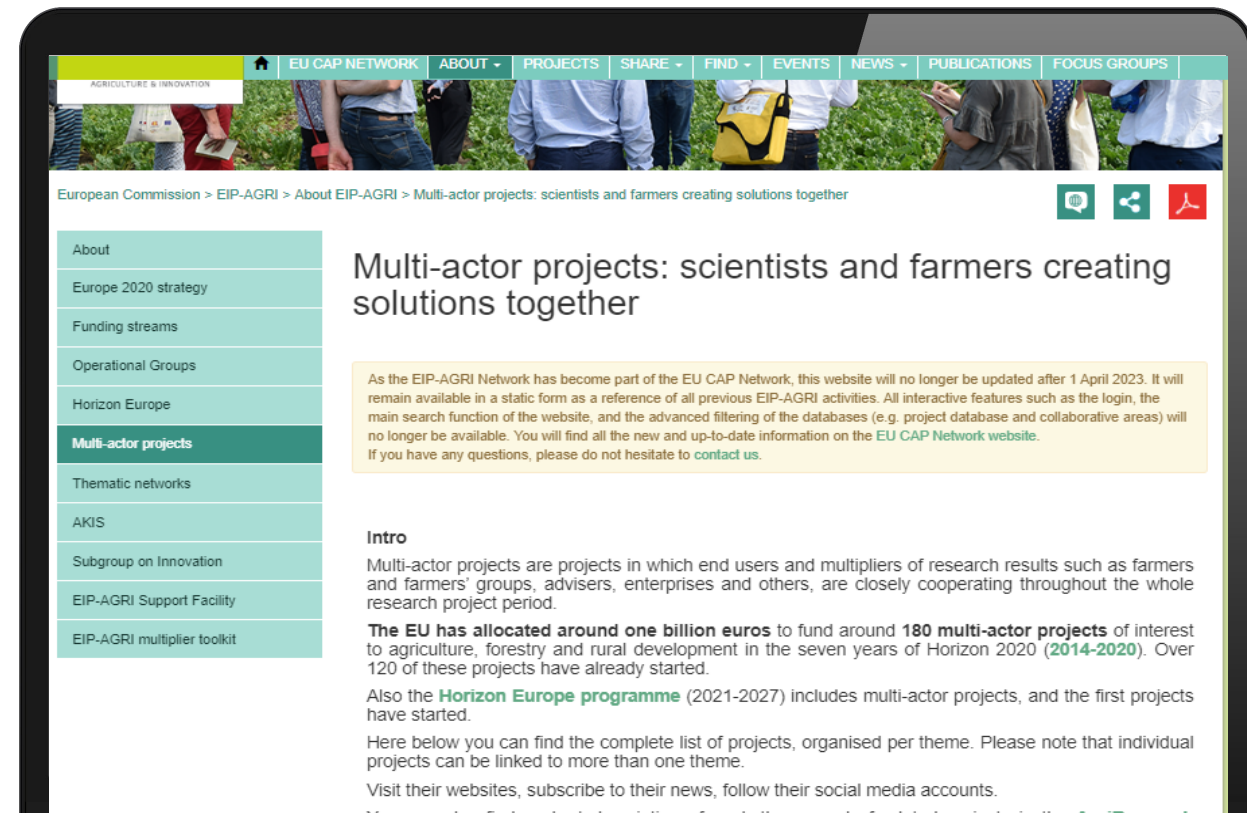 EU CAP NETWORK ABOUT PROJECTS SHARE FIND EVENTS NEWS PUBLICATIONS FOCUS GROUPS
AGRICULTURE & INNOVATION
European Commission > EIP-AGRI > About EIP-AGRI > Multi-actor projects: scientists and farmers creating solutions together
About
Europe 2020 strategy
Funding streams
Operational Groups
Horizon Europe
Multi-actor projects
Thematic networks
AKIS
Subgroup on Innovation
EIP-AGRI Support Facility
EIP-AGRI multiplier toolkit
Multi-actor projects: scientists and farmers creating
solutions together
As the EIP-AGRI Network has become part of the EU CAP Network, this website will no longer be updated after 1 April 2023. It will
remain available in a static form as a reference of all previous EIP-AGRI activities. All interactive features such as the login, the
main search function of the website, and the advanced filtering of the databases (e.g. project database and collaborative areas) will
no longer be available. You will find all the new and up-to-date information on the EU CAP Network website.
If you have any questions, please do not hesitate to contact us.
Intro
Multi-actor projects are projects in which end users and multipliers of research results such as farmers
and farmers' groups, advisers, enterprises and others, are closely cooperating throughout the whole
research project period.
The EU has allocated around one billion euros to fund around 180 multi-actor projects of interest
to agriculture, forestry and rural development in the seven years of Horizon 2020 (2014-2020). Over
120 of these projects have already started.
Also the Horizon Europe programme (2021-2027) includes multi-actor projects, and the first projects
have started.
Here below you can find the complete list of projects, organised per theme. Please note that individual
projects can be linked to more than one theme.
Visit their websites, subscribe to their news, follow their social media accounts.